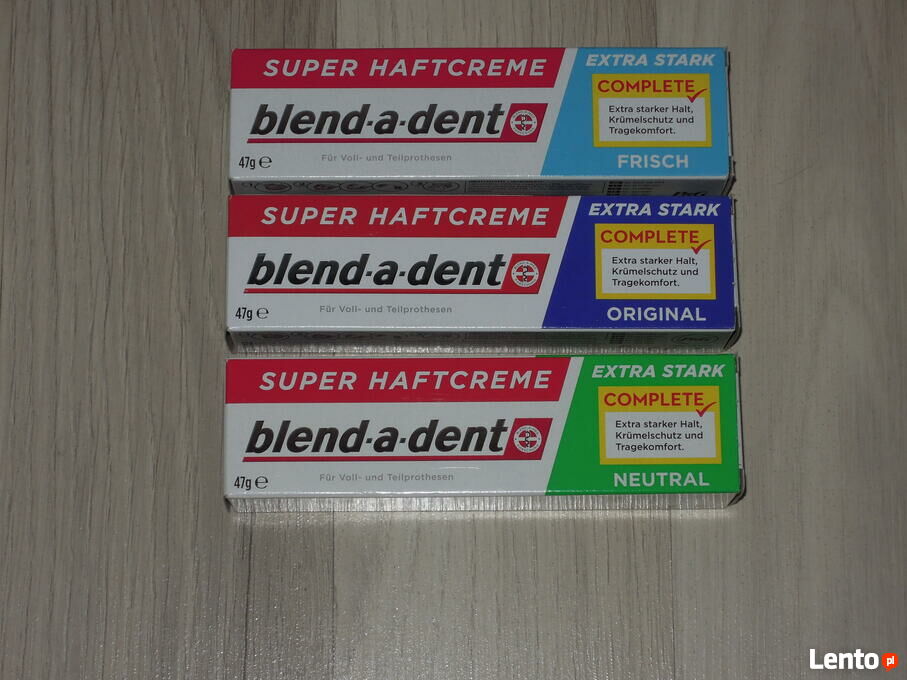 SUPER HAFTCREME
EXTRA STARK
COMPLETE
blend-a-dent
Extra starker Halt,
Krümelschutz und
Tragekomfort.
47g e
Für Voll- und Teilprothesen
FRISCH
SUPER HAFTCREME
EXTRA STARK
COMPLETE
blend-a-dent
Extra starker Halt,
Krümelschutz und
Tragekomfort.
47g e
Für Voll- und Teilprothesen
ORIGINAL
SUPER HAFTCREME
EXTRA STARK
COMPLETE
blend-a-dent
Extra starker Halt,
Krümelschutz und
Tragekomfort.
47g e
Für Voll- und Teilprothesen
NEUTRAL
Lento pl